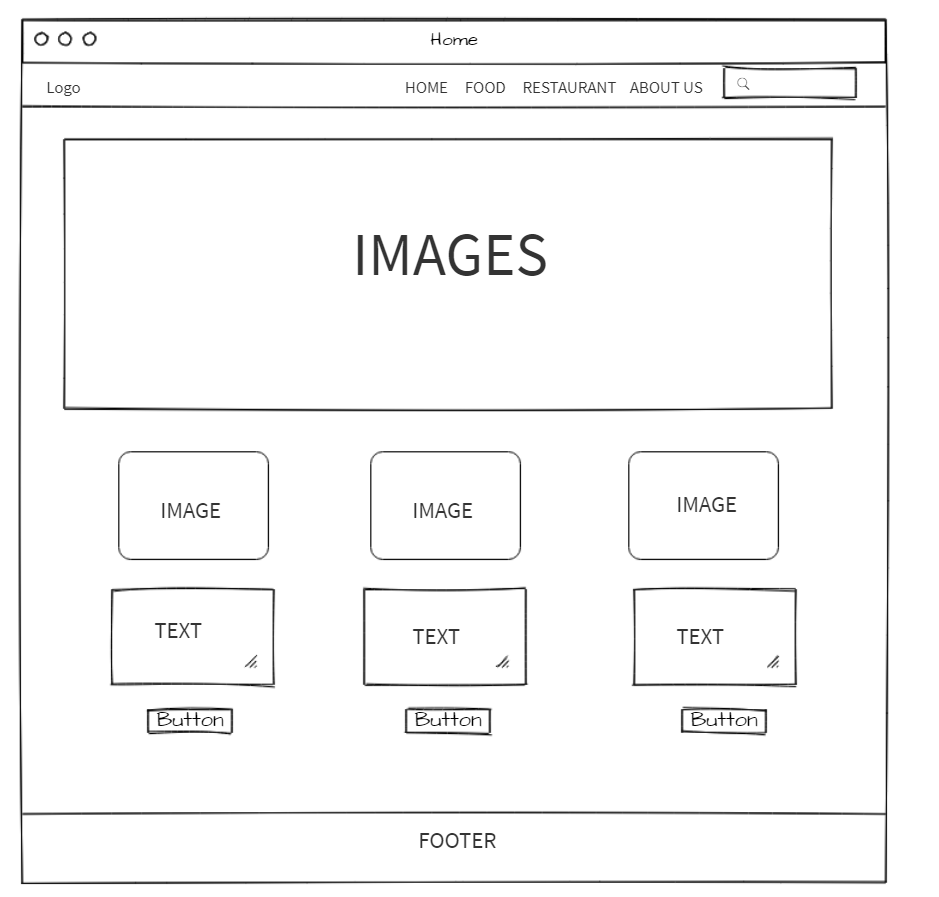 Home
Logo HOME FOOD RESTAURANT ABOUT US
IMAGES
IMAGE IMAGE IMAGE
TEXT TEXT TEXT
Button Button Button
FOOTER